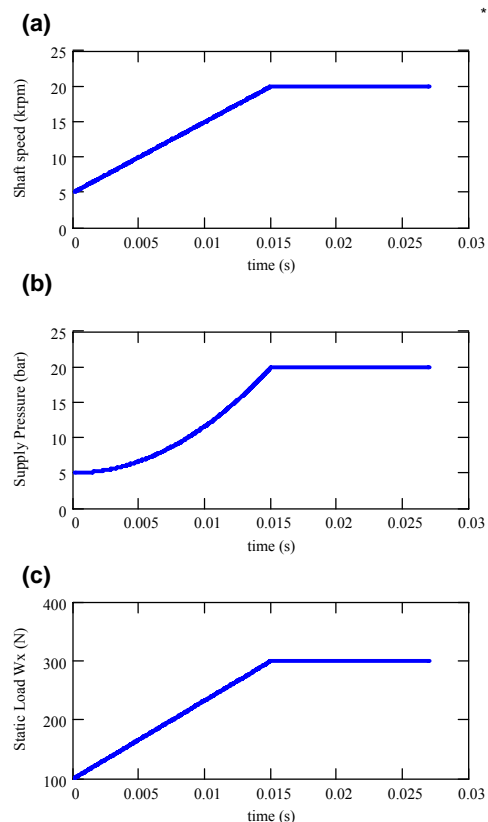 *
(a)
25
20
15
10
5
0
Shaft speed (krpm)
0 0.005 0.01 0.015 0.02 0.025 0.03
time (s)
(b)
25
20
15
10
5
0
Supply Pressure (bar)
0 0.005 0.01 0.015 0.02 0.025 0.03
time (s)
(c)
400
300
200
100
Static Load Wx (N)
0 0.005 0.01 0.015 0.02 0.025 0.03
time (s)